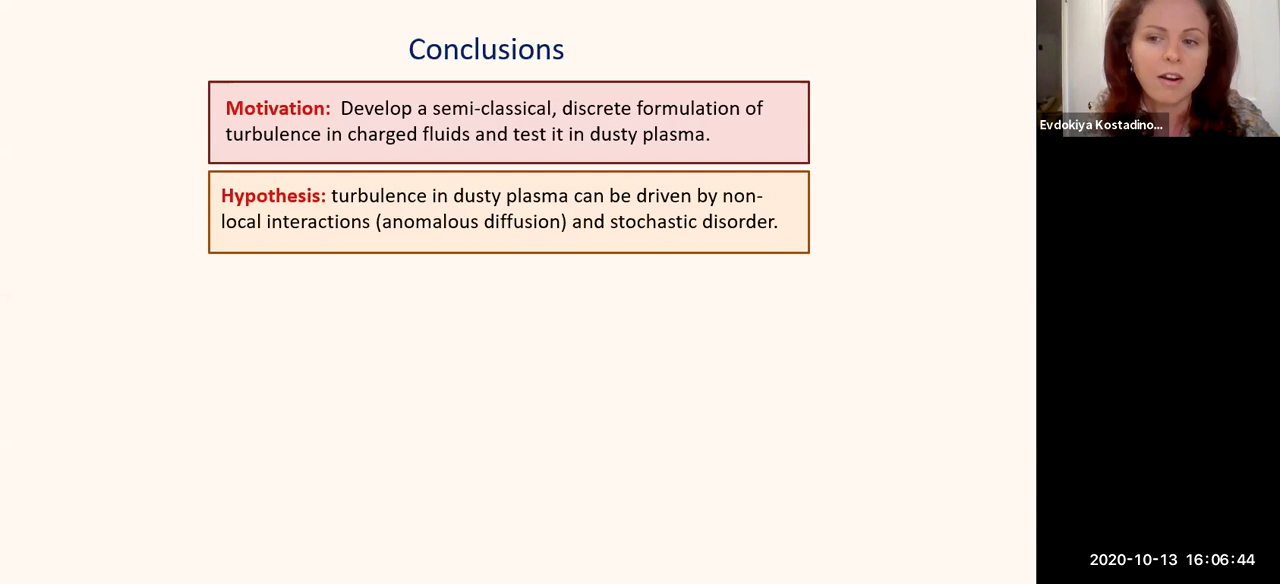 Conclusions
Motivation: Develop a semi-classical, discrete formulation of
turbulence in charged fluids and test it in dusty plasma.
Hypothesis: turbulence in dusty plasma can be driven by non-
local interactions (anomalous diffusion) and stochastic disorder.
Evdokiya Kostadino...
2020-10-13 16:06:44